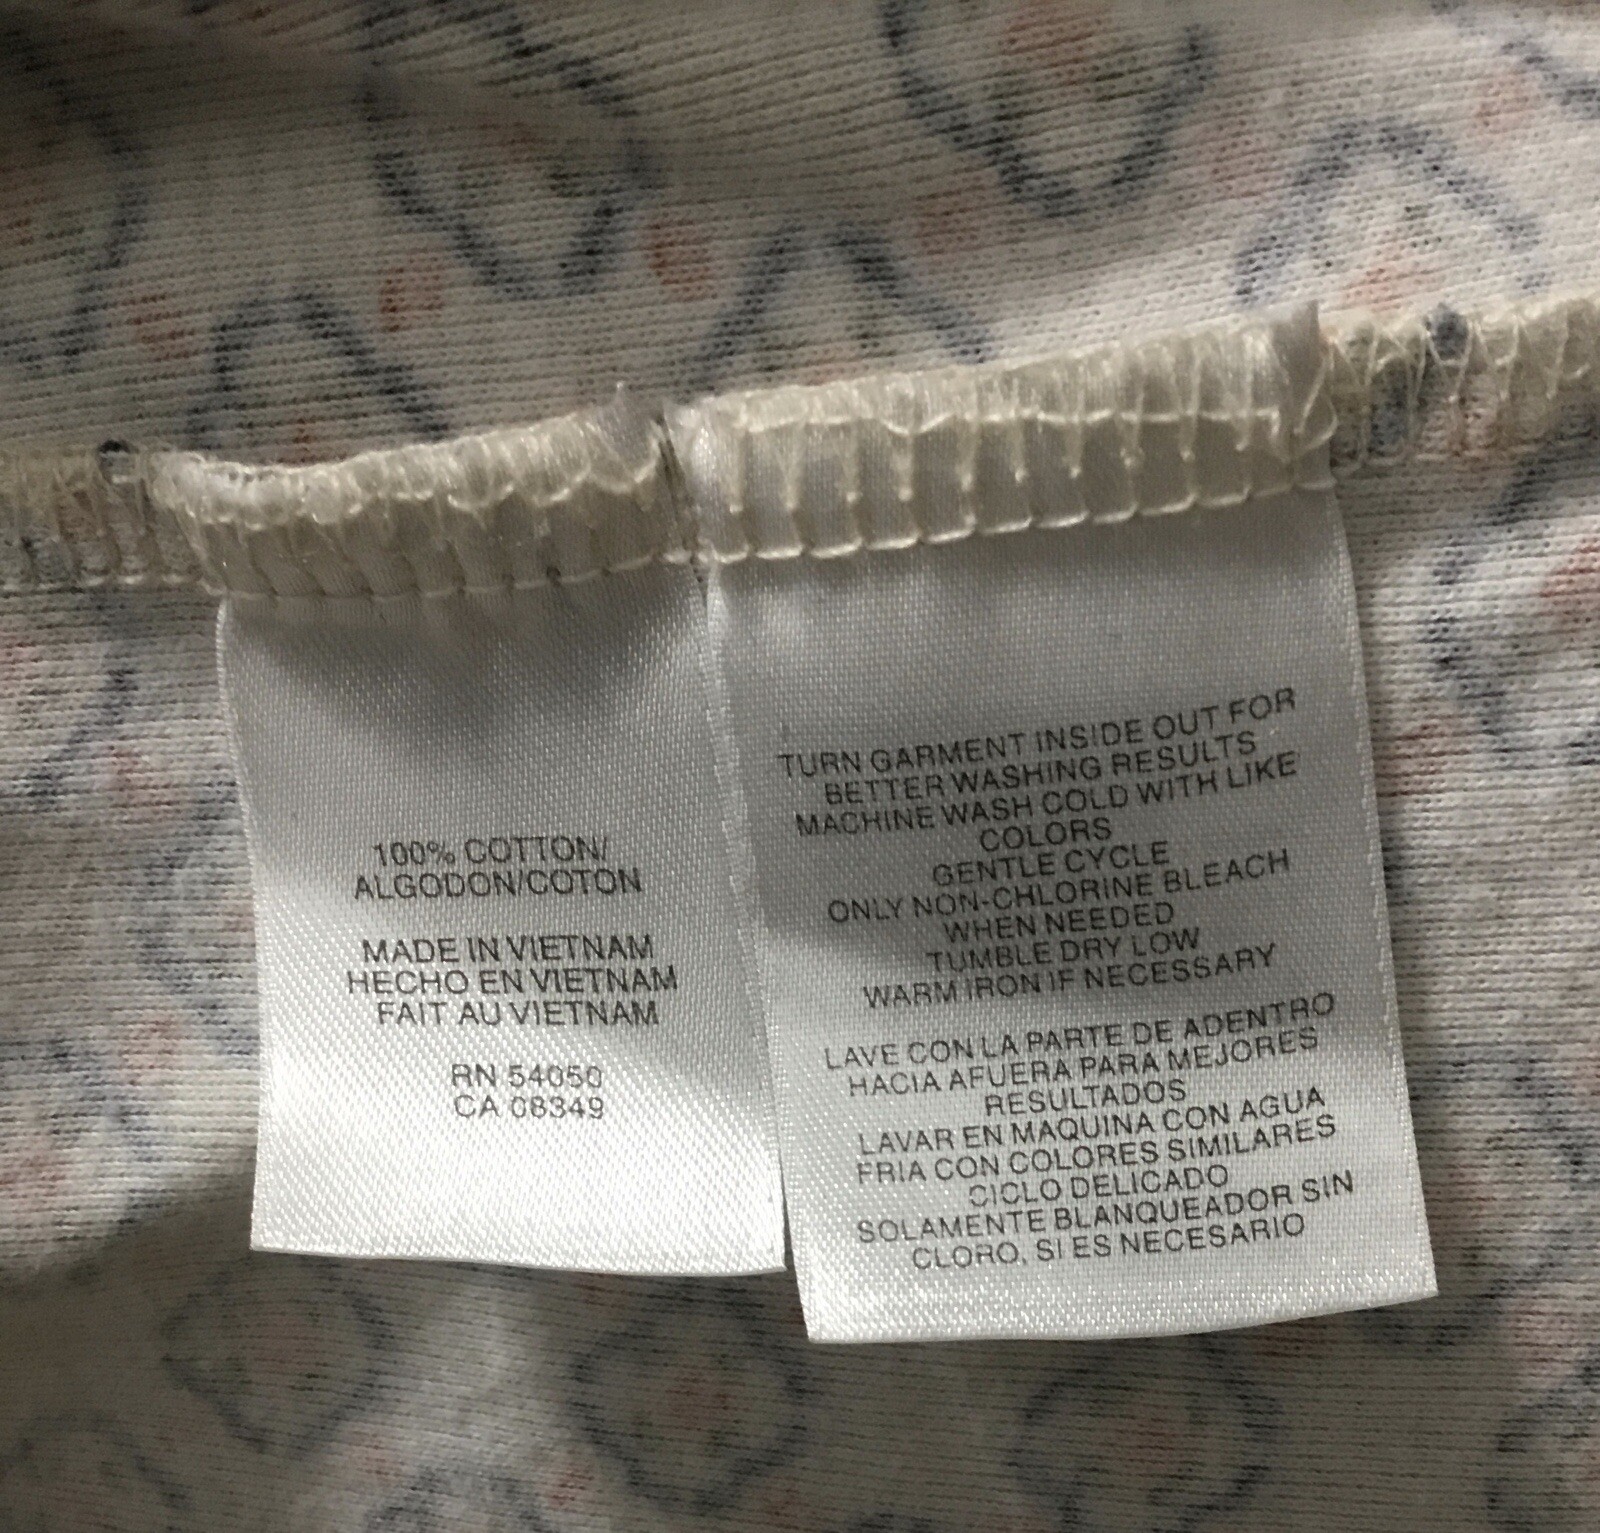 100% COTTON/
ALGODON/COTON
MADE IN VIETNAM
HECHO EN VIETNAM
FAIT AU VIETNAM
RN 54050
CA 08349
TURN GARMENT INSIDE OUT FOR
BETTER WASHING RESULTS
MACHINE WASH COLD WITH LIKE
COLORS
GENTLE CYCLE
ONLY NON-CHLORINE BLEACH
WHEN NEEDED
TUMBLE DRY LOW
WARM IRON IF NECESSARY
LAVE CON LA PARTE DE ADENTRO
HACIA AFUERA PARA MEJORES
RESULTADOS
LAVAR EN MAQUINA CON AGUA
FRIA CON COLORES SIMILARES
CICLO DELICADO
SOLAMENTE BLANQUEADOR SIN
CLORO, SI ES NECESARIO